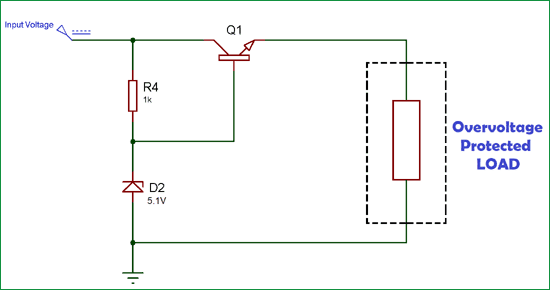 Input Voltage
Q1
R4
1k
D2
5.1V
Overvoltage
Protected
LOAD